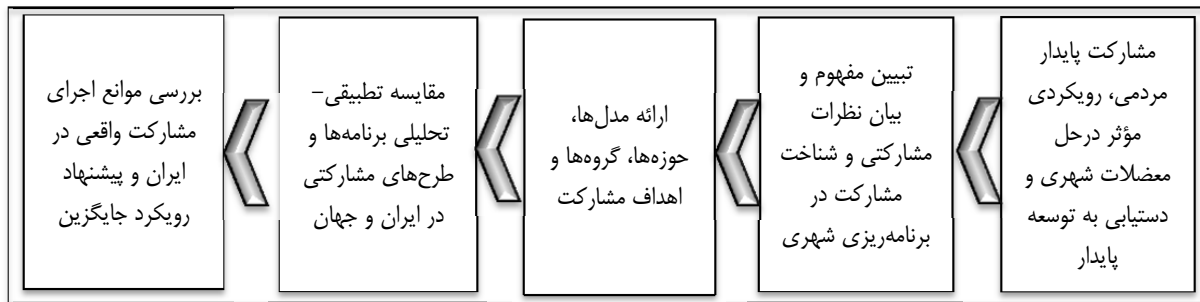 مشارکت پایدار
مردمی، رویکردی
مؤثر درحل
معضلات شهری و
دستیابی به توسعه
پایدار
تبیین مفهوم و
بیان نظرات
مشارکتی و شناخت
مشارکت در
برنامه‌ریزی شهری
ارائه مدل‌ها،
حوزه‌ها، گروه‌ها و
اهداف مشارکت
مقایسه تطبیقی-
تحلیلی برنامه‌ها و
طرح‌های مشارکتی
در ایران و جهان
بررسی موانع اجرای
مشارکت واقعی در
ایران و پیشنهاد
رویکرد جایگزین